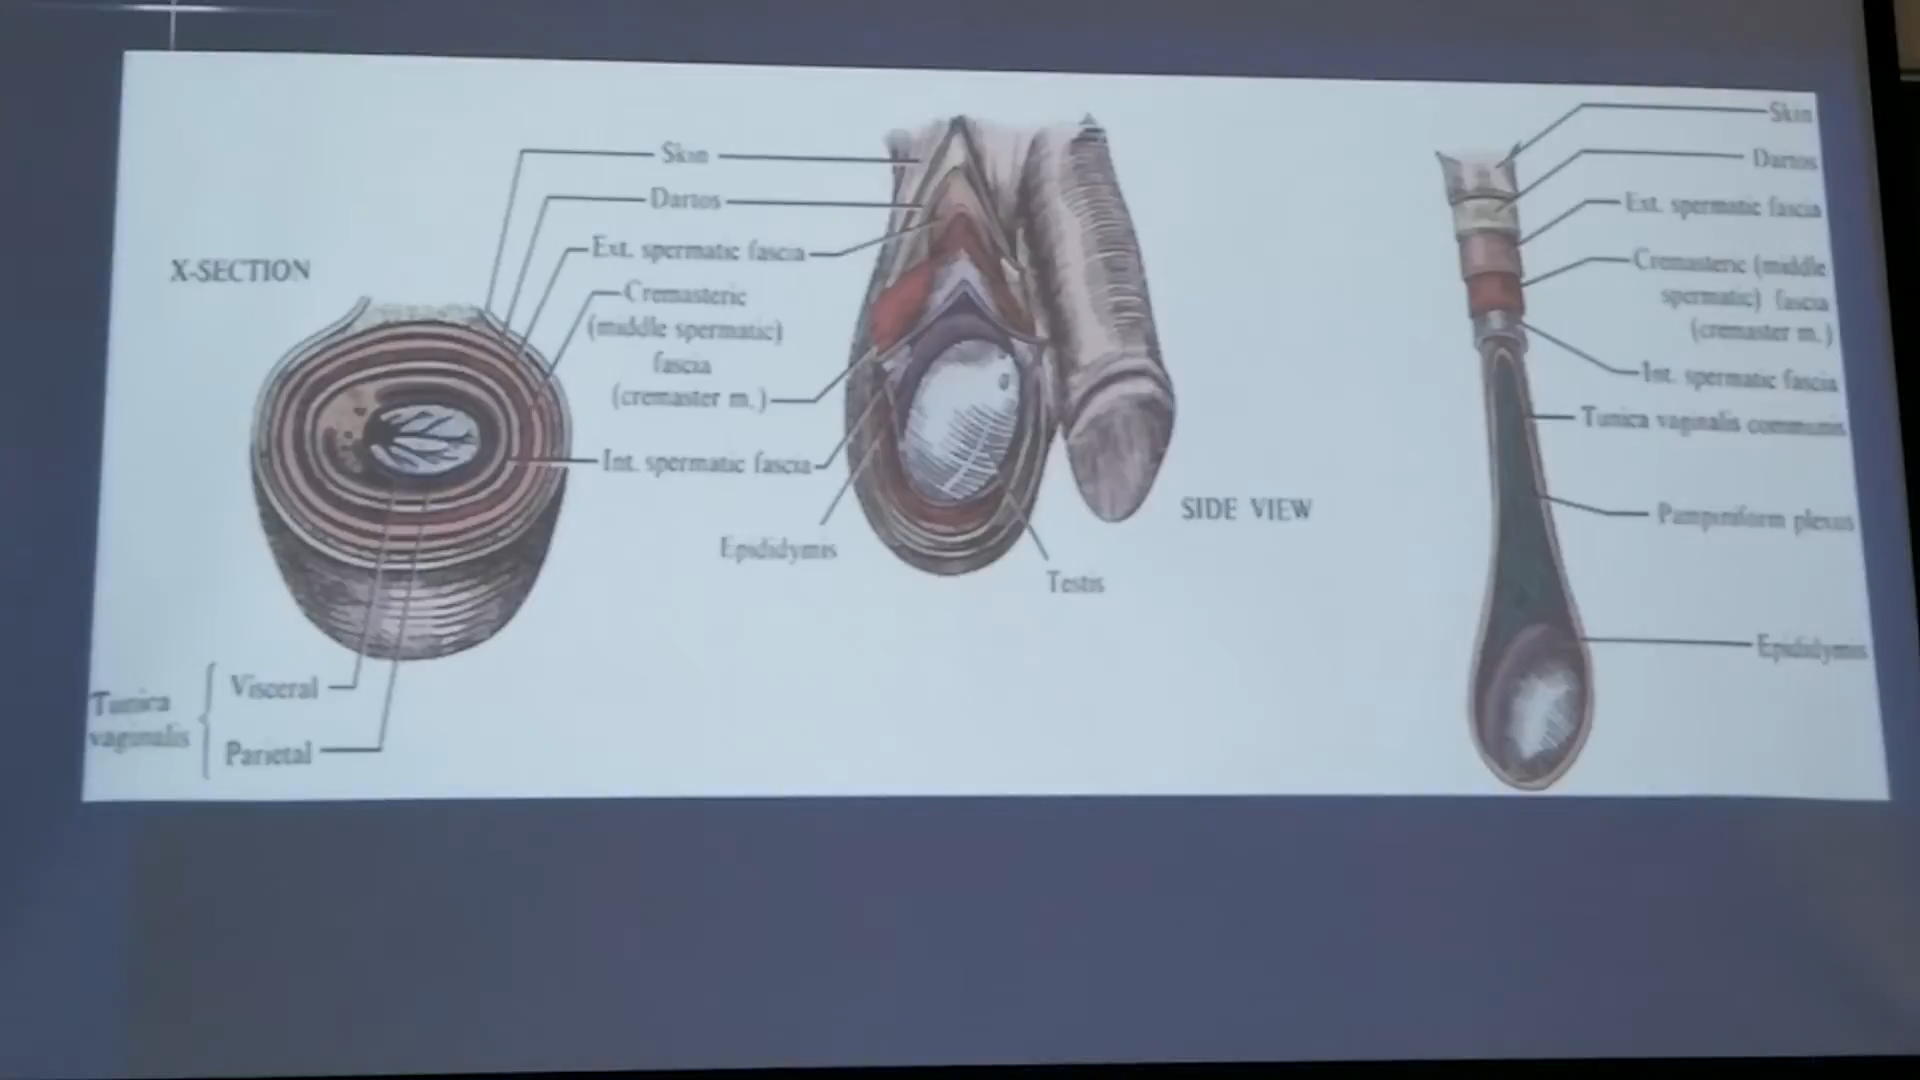 X-SECTION
Skin
Dartos
Ext. spermatic fascia
Cremasteric
(middle spermatic)
fascia
(cremaster m.)
Int. spermatic fascia
Epididymis
Testis
SIDE VIEW
Tunica
vaginalis
Visceral
Parietal
Skin
Dartos
Ext. spermatic fascia
Cremasteric (middle
spermatic) fascia
(cremaster m.)
Int. spermatic fascia
Tunica vaginalis communis
Pampiniform plexus
Epididymis